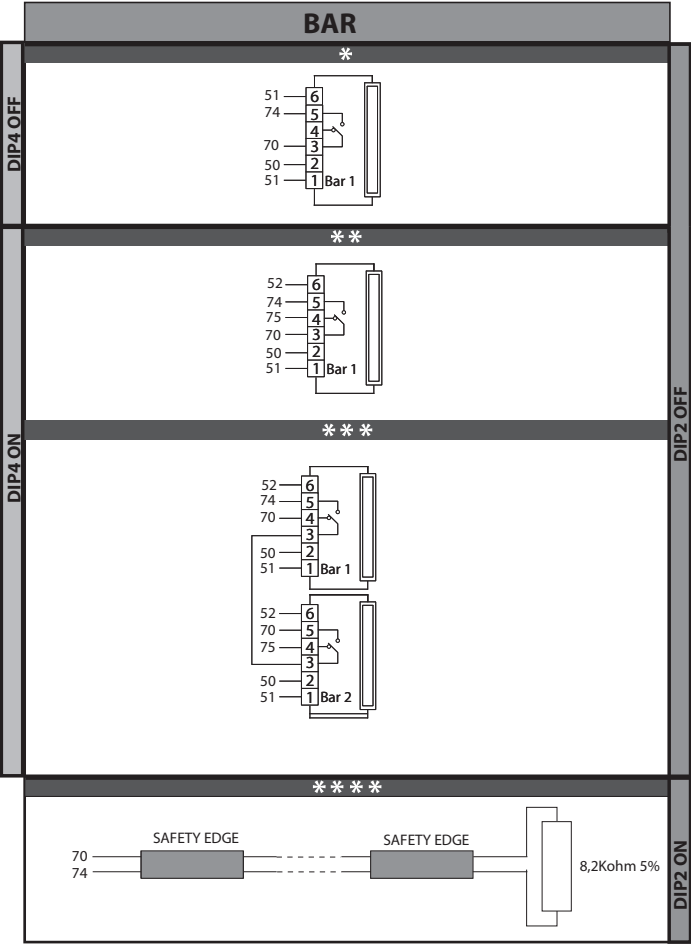 BAR
*
DIP4 OFF
51 6
74 5
4
70 3
50 2
51 1 Bar 1
**
DIP4 ON
DIP2 OFF
52 6
74 5
75 4
70 3
50 2
51 1 Bar 1
***
52 6
74 5
70 4
3
50 2
51 1 Bar 1
52 6
70 5
75 4
3
50 2
51 1 Bar 2
****
DIP2 ON
SAFETY EDGE SAFETY EDGE
70
74
8,2Kohm 5%